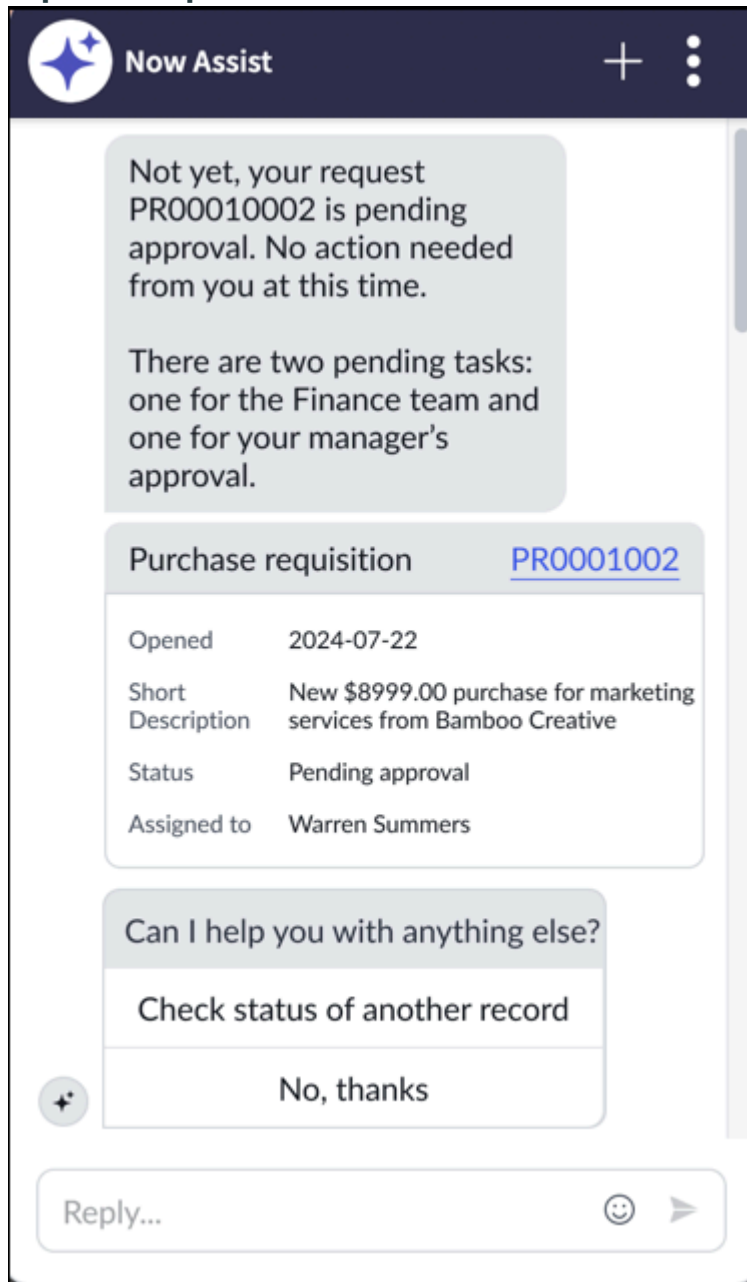 Now Assist
Not yet, your request
PR00010002 is pending
approval. No action needed
from you at this time.
There are two pending tasks:
one for the Finance team and
one for your manager’s
approval.
Purchase requisition PR0001002
Opened 2024-07-22
Short Description New $8999.00 purchase for marketing
services from Bamboo Creative
Status Pending approval
Assigned to Warren Summers
Can I help you with anything else?
Check status of another record
No, thanks
Reply...